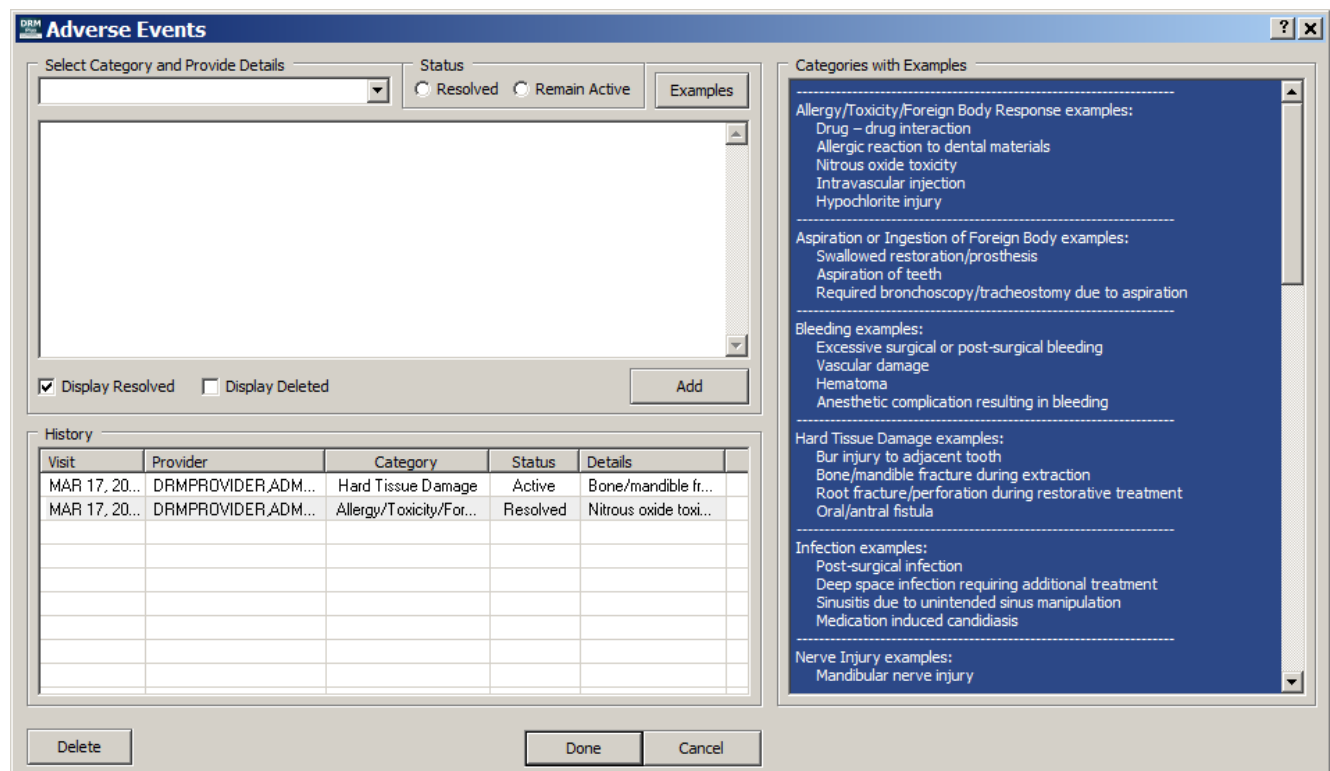 DRM Plus Adverse Events
Select Category and Provide Details
Status
Resolved Remain Active
Examples
Display Resolved Display Deleted
Add
History
Visit Provider Category Status Details
MAR 17, 20... DRMPROVIDER,ADM... Hard Tissue Damage Active Bone/mandible fr...
MAR 17, 20... DRMPROVIDER,ADM... Allergy/Toxicity/For... Resolved Nitrous oxide toxi...
Delete
Done
Cancel
Categories with Examples
--------------------------------------------------------------------------
Allergy/Toxicity/Foreign Body Response examples:
Drug – drug interaction
Allergic reaction to dental materials
Nitrous oxide toxicity
Intravascular injection
Hypochlorite injury
--------------------------------------------------------------------------
Aspiration or Ingestion of Foreign Body examples:
Swallowed restoration/prosthesis
Aspiration of teeth
Required bronchoscopy/tracheostomy due to aspiration
--------------------------------------------------------------------------
Bleeding examples:
Excessive surgical or post-surgical bleeding
Vascular damage
Hematoma
Anesthetic complication resulting in bleeding
--------------------------------------------------------------------------
Hard Tissue Damage examples:
Bur injury to adjacent tooth
Bone/mandible fracture during extraction
Root fracture/perforation during restorative treatment
Oral/antral fistula
--------------------------------------------------------------------------
Infection examples:
Post-surgical infection
Deep space infection requiring additional treatment
Sinusitis due to unintended sinus manipulation
Medication induced candidiasis
--------------------------------------------------------------------------
Nerve Injury examples:
Mandibular nerve injury